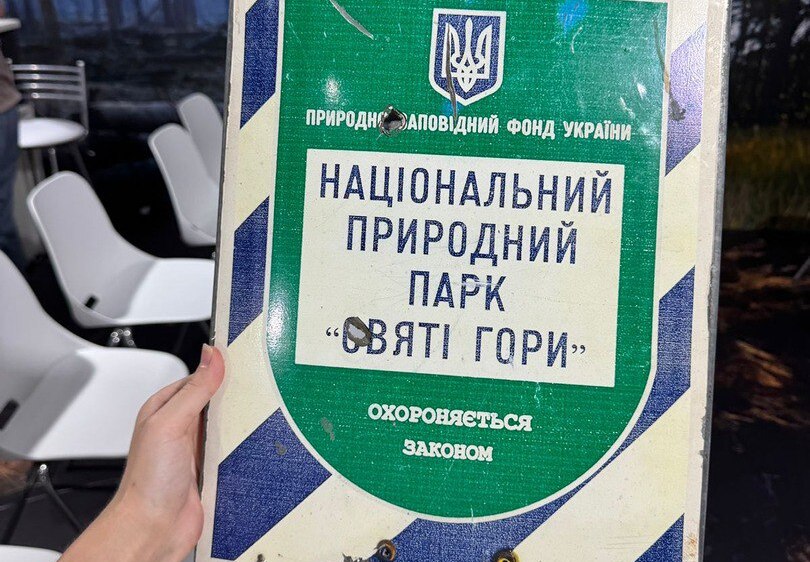 ПРИРОДНО-ЗАПОВІДНИЙ ФОНД УКРАЇНИ
НАЦІОНАЛЬНИЙ
ПРИРОДНИЙ
ПАРК
“СВЯТІ ГОРИ”
ОХОРОНЯЄТЬСЯ
ЗАКОНОМ